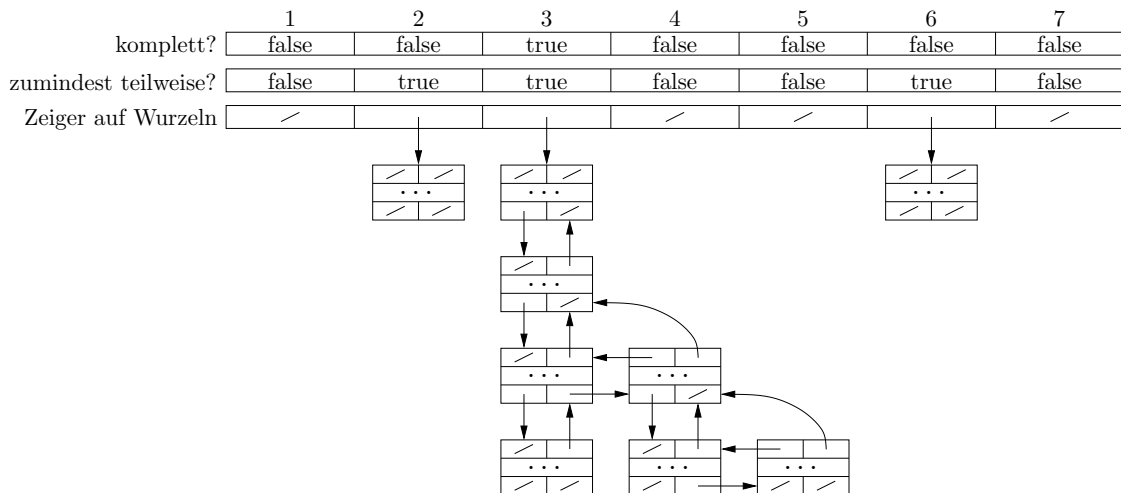 1 2 3 4 5 6 7
komplett? false false true false false false false
zumindest teilweise? false true true false false true false
Zeiger auf Wurzeln
· · · · · · · · ·
· · ·
· · · · · ·
· · · · · · · · ·